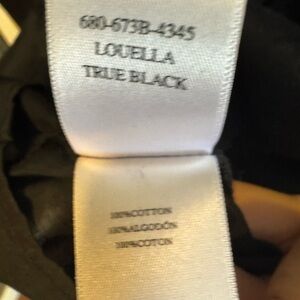 680-673B-4345
LOUELLA
TRUE BLACK
100%COTTON
100%ALGODÓN
100%COTON